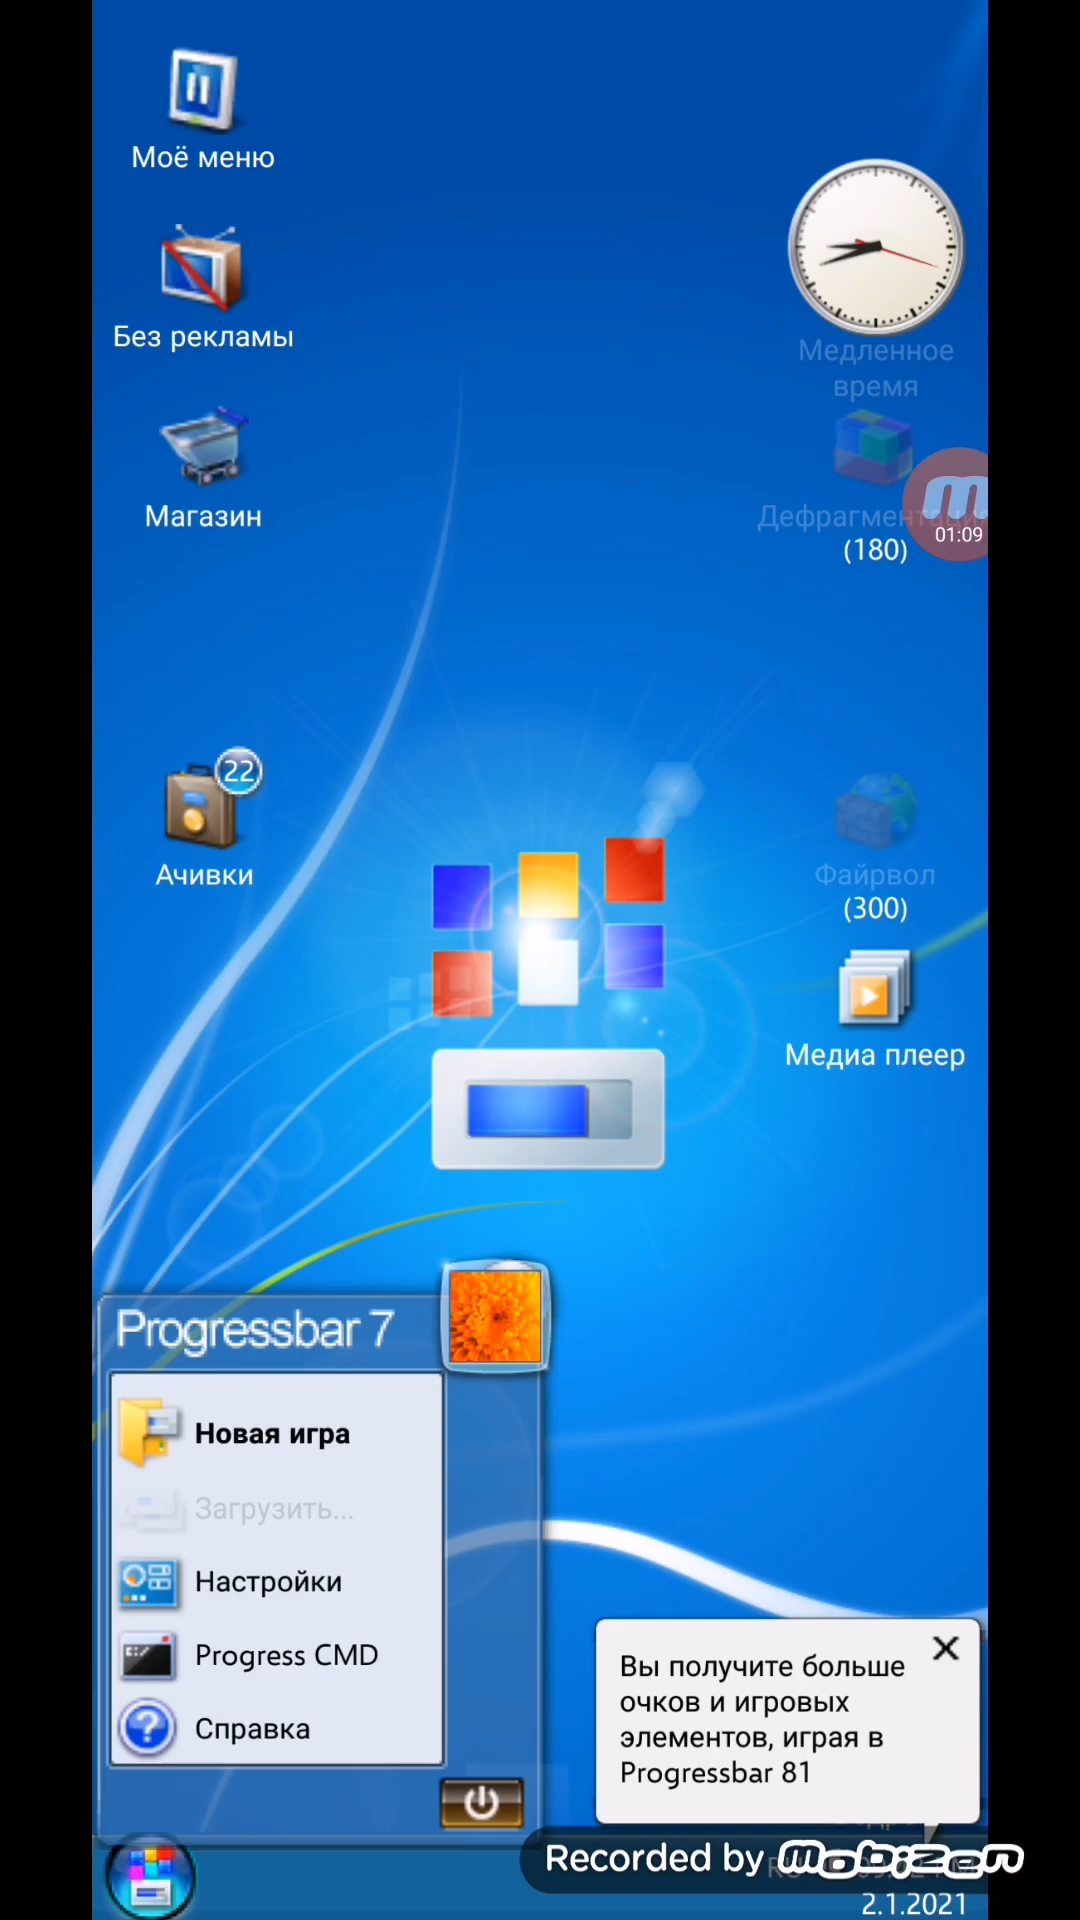 Моё меню
Без рекламы
Магазин
22
Ачивки
Медленное
время
(180)
01:09
Файрвол
(300)
Медиа плеер
Progressbar 7
Новая игра
Загрузить...
Настройки
Progress CMD
Справка
Вы получите больше
очков и игровых
элементов, играя в
Progressbar 81
Recorded by mobizen
2.1.2021